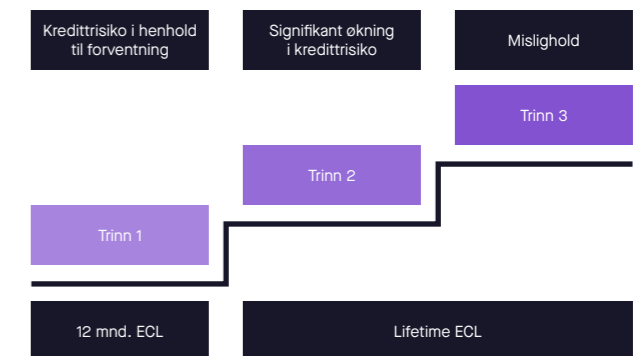 Kredittrisiko i henhold
til forventning
Signifikant økning
i kredittrisiko
Mislighold
Trinn 3
Trinn 2
Trinn 1
12 mnd. ECL
Lifetime ECL